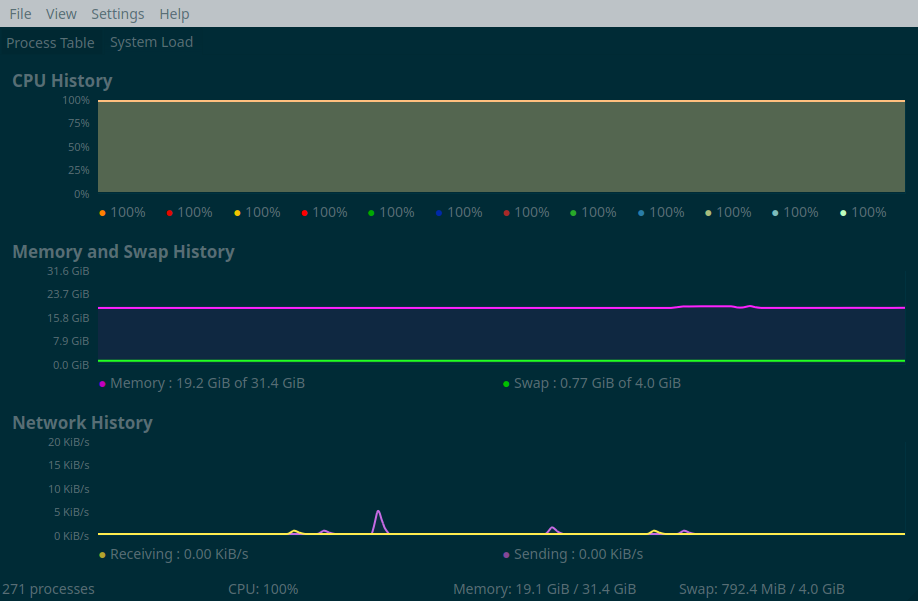 File View Settings Help
Process Table System Load
CPU History
100%
75%
50%
25%
0%
100% 100% 100% 100% 100% 100% 100% 100% 100% 100% 100% 100%
Memory and Swap History
31.6 GiB
23.7 GiB
15.8 GiB
7.9 GiB
0.0 GiB
Memory : 19.2 GiB of 31.4 GiB Swap : 0.77 GiB of 4.0 GiB
Network History
20 KiB/s
15 KiB/s
10 KiB/s
5 KiB/s
0 KiB/s
Receiving : 0.00 KiB/s Sending : 0.00 KiB/s
271 processes CPU: 100% Memory: 19.1 GiB / 31.4 GiB Swap: 792.4 MiB / 4.0 GiB